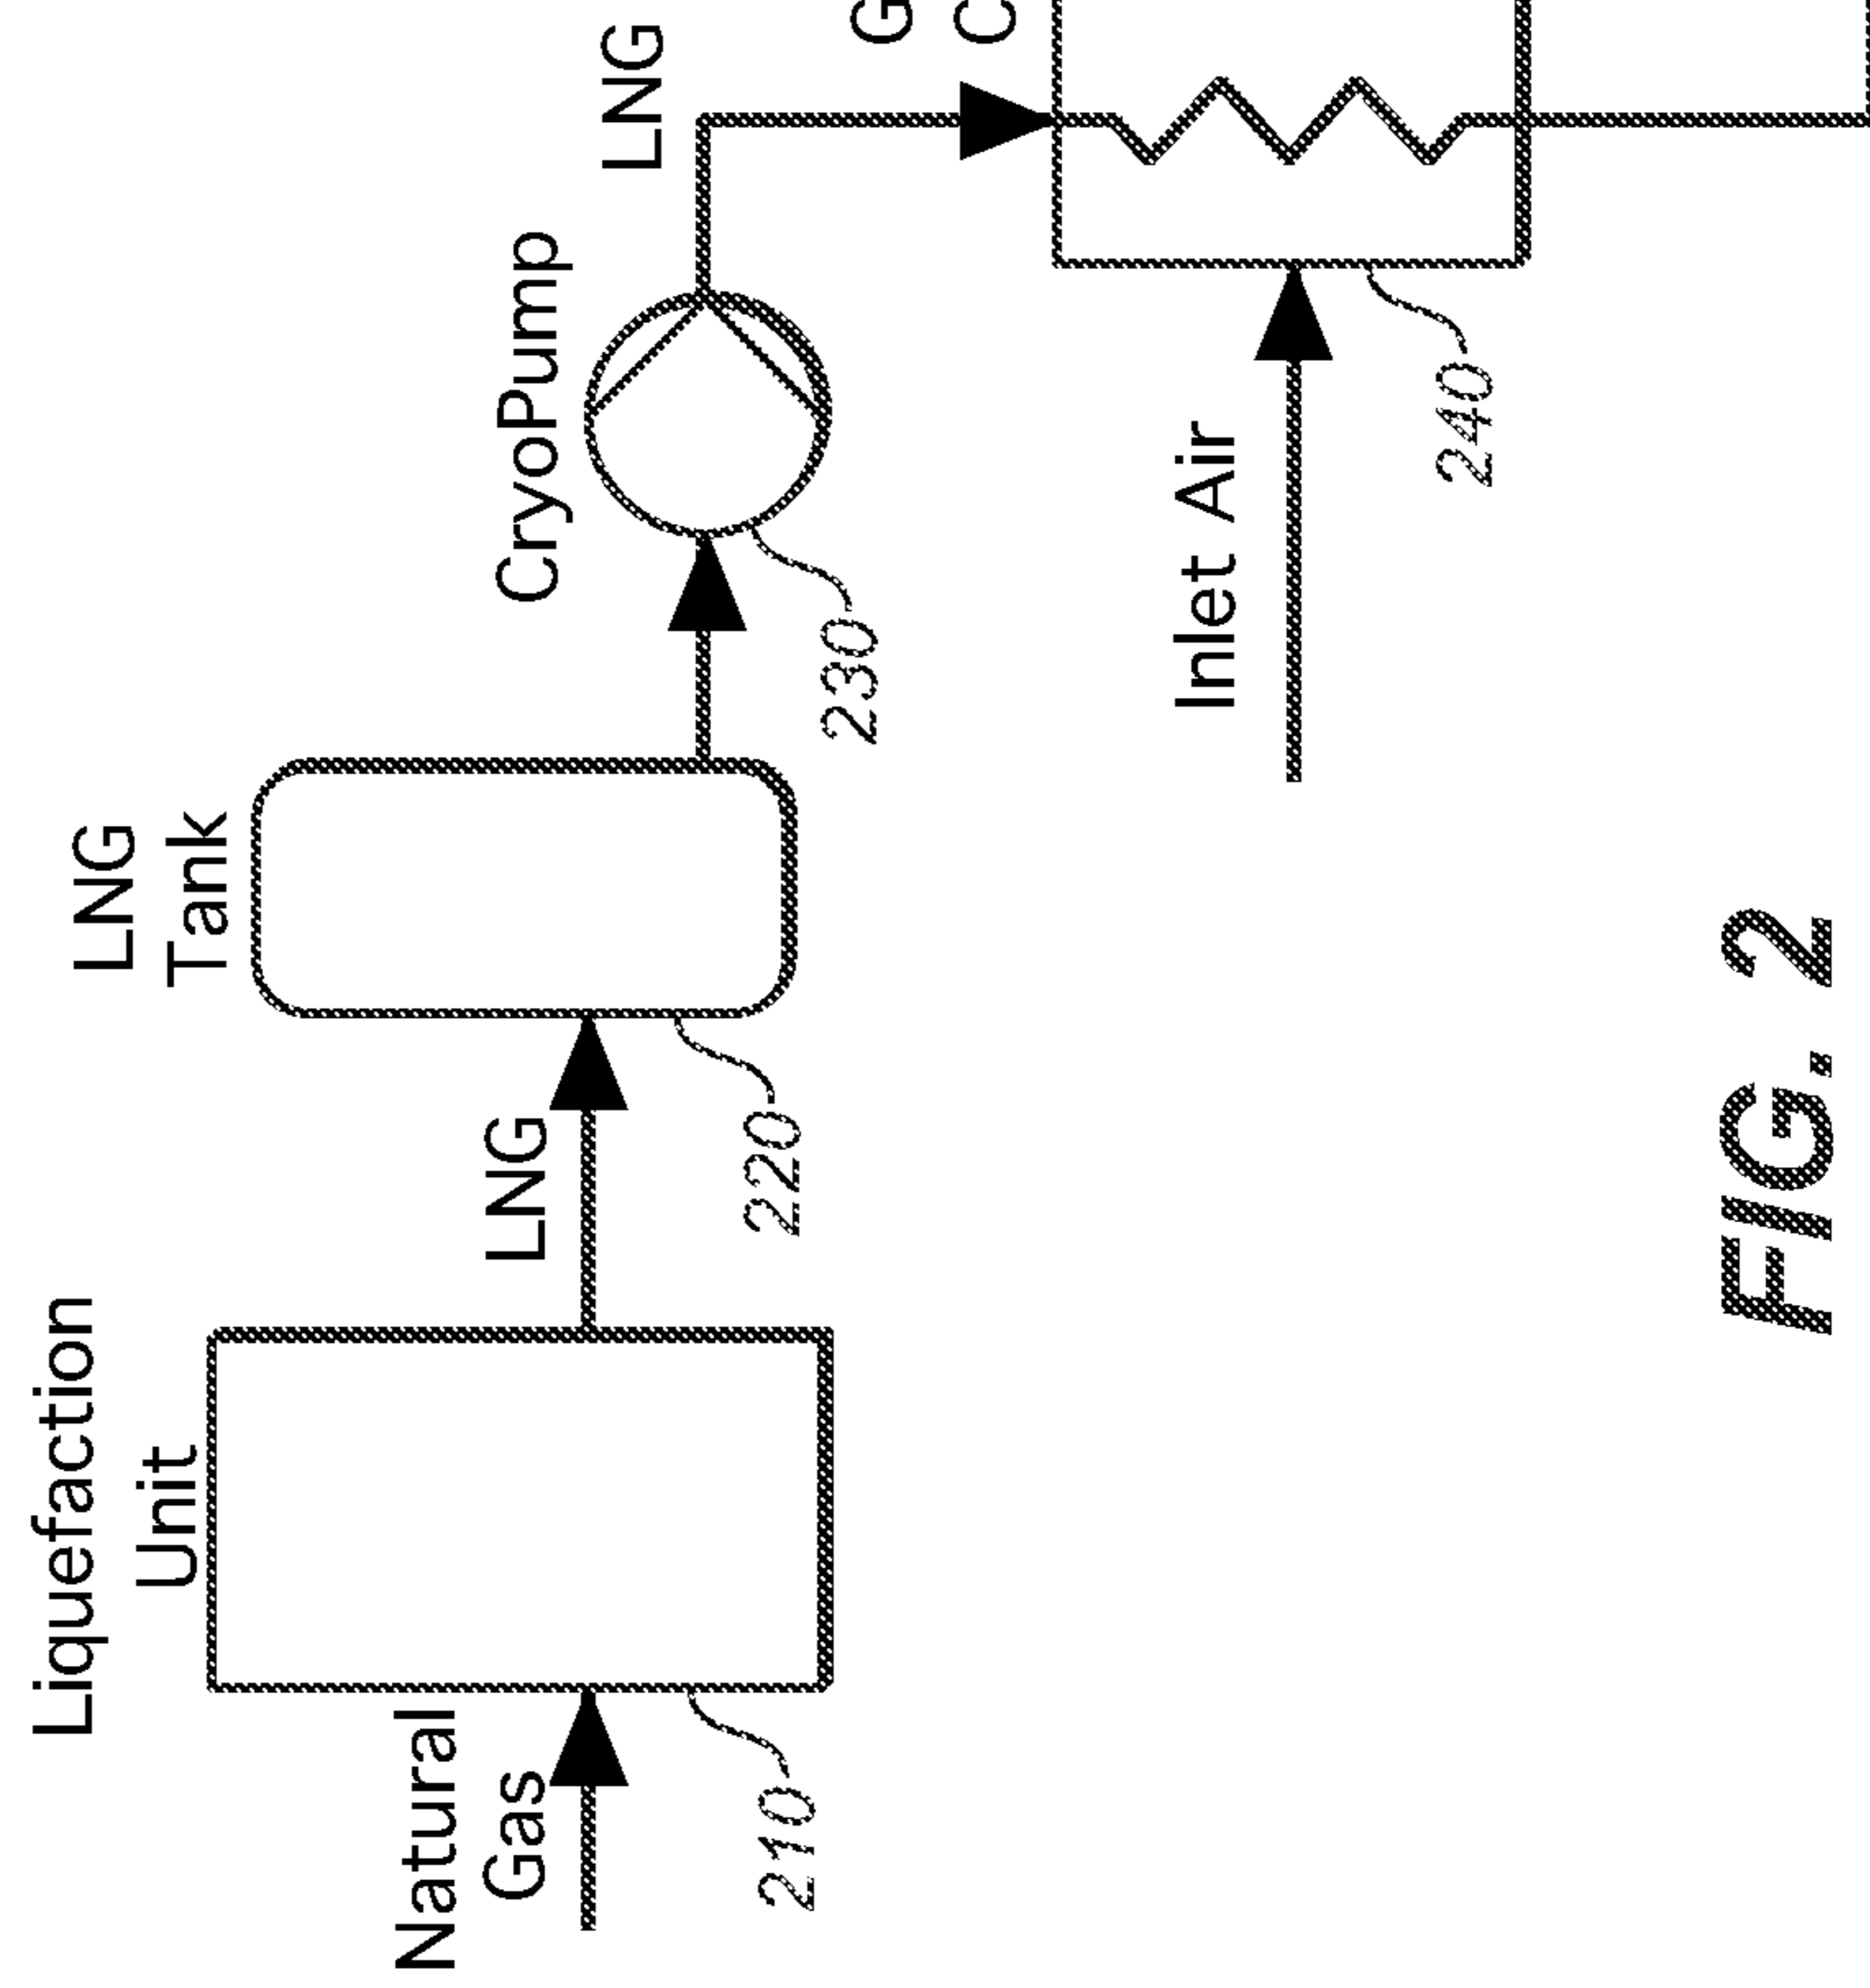 Liquefaction
Unit
Natural
Gas
210
LNG
LNG
Tank
220
CryoPump
230
LNG
G
C
Inlet Air
240
FIG. 2